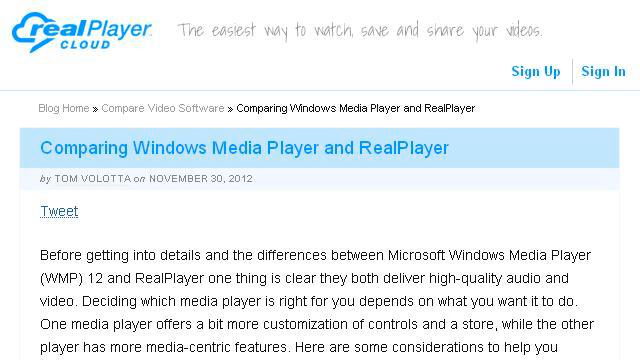 realPlayer
CLOUD
The easiest way to watch, save and share your videos.
Sign Up Sign In
Blog Home » Compare Video Software » Comparing Windows Media Player and RealPlayer
Comparing Windows Media Player and RealPlayer
by TOM VOLOTTA on NOVEMBER 30, 2012
Tweet
Before getting into details and the differences between Microsoft Windows Media Player
(WMP) 12 and RealPlayer one thing is clear they both deliver high-quality audio and
video. Deciding which media player is right for you depends on what you want it to do.
One media player offers a bit more customization of controls and a store, while the other
player has more media-centric features. Here are some considerations to help you